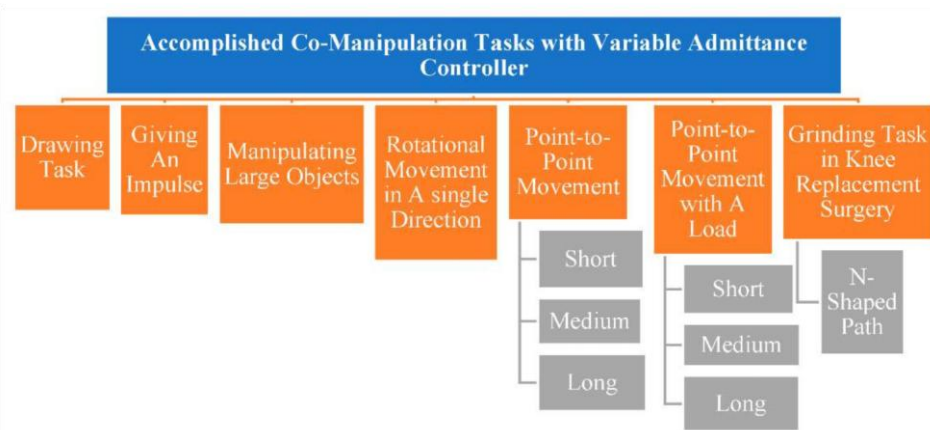 Accomplished Co-Manipulation Tasks with Variable Admittance
Controller
Drawing
Task
Giving
An
Impulse
Manipulating
Large Objects
Rotational
Movement
in A single
Direction
Point-to-
Point
Movement
Short
Medium
Long
Point-to-
Point
Movement
with A
Load
Short
Medium
Long
Grinding Task
in Knee
Replacement
Surgery
N-
Shaped
Path